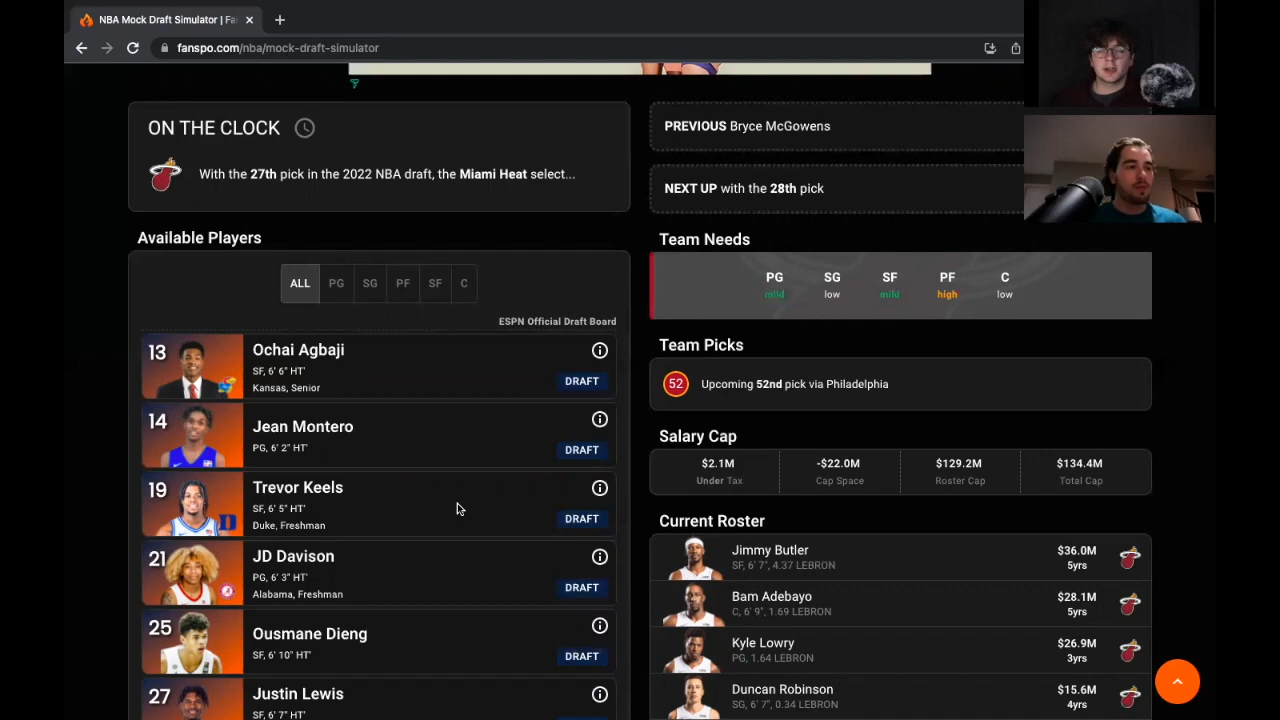 NBA Mock Draft Simulator | Fa
fanspo.com/nba/mock-draft-simulator
ON THE CLOCK
With the 27th pick in the 2022 NBA draft, the Miami Heat select...
PREVIOUS Bryce McGowens
NEXT UP with the 28th pick
Available Players
ALL PG SG PF SF C
ESPN Official Draft Board
13 Ochai Agbaji
SF, 6' 6" HT'
Kansas, Senior
DRAFT
14 Jean Montero
PG, 6' 2" HT'
DRAFT
19 Trevor Keels
SF, 6' 5" HT'
Duke, Freshman
DRAFT
21 JD Davison
PG, 6' 3" HT'
Alabama, Freshman
DRAFT
25 Ousmane Dieng
SF, 6' 10" HT'
DRAFT
27 Justin Lewis
SF, 6' 7" HT'
Team Needs
PG SG SF PF C
mild low mild high low
Team Picks
52 Upcoming 52nd pick via Philadelphia
Salary Cap
$2.1M -$22.0M $129.2M $134.4M
Under Tax Cap Space Roster Cap Total Cap
Current Roster
Jimmy Butler $36.0M
SF, 6' 7", 4.37 LEBRON 5yrs
Bam Adebayo $28.1M
C, 6' 9", 1.69 LEBRON 5yrs
Kyle Lowry $26.9M
PG, 1.64 LEBRON 3yrs
Duncan Robinson $15.6M
SG, 6' 7", 0.34 LEBRON 4yrs